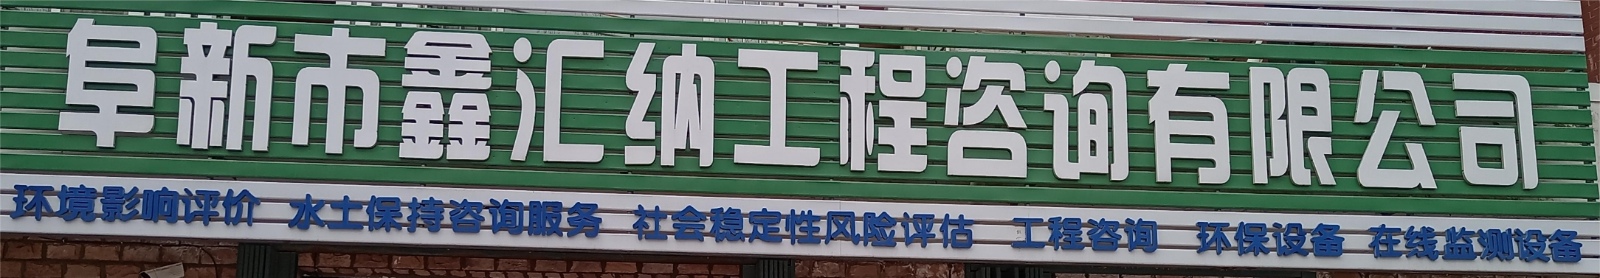 阜新市鑫汇纳工程咨询有限公司
环境影响评价 水土保持咨询服务 社会稳定性风险评估 工程咨询 环保设备 在线监测设备